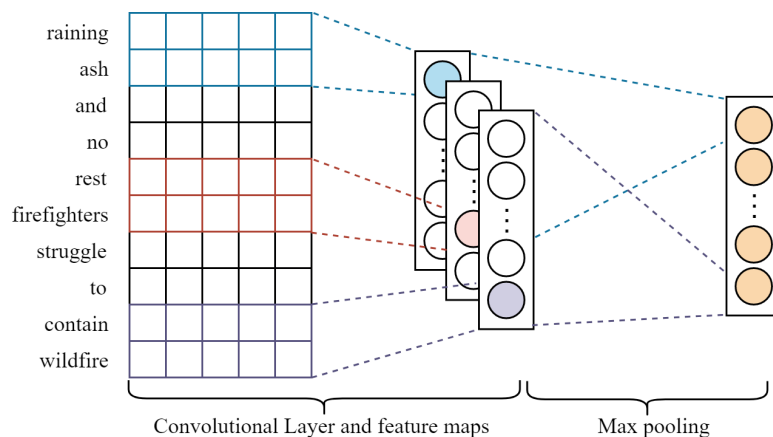 raining
ash
and
no
rest
firefighters
struggle
to
contain
wildfire
Convolutional Layer and feature maps
Max pooling